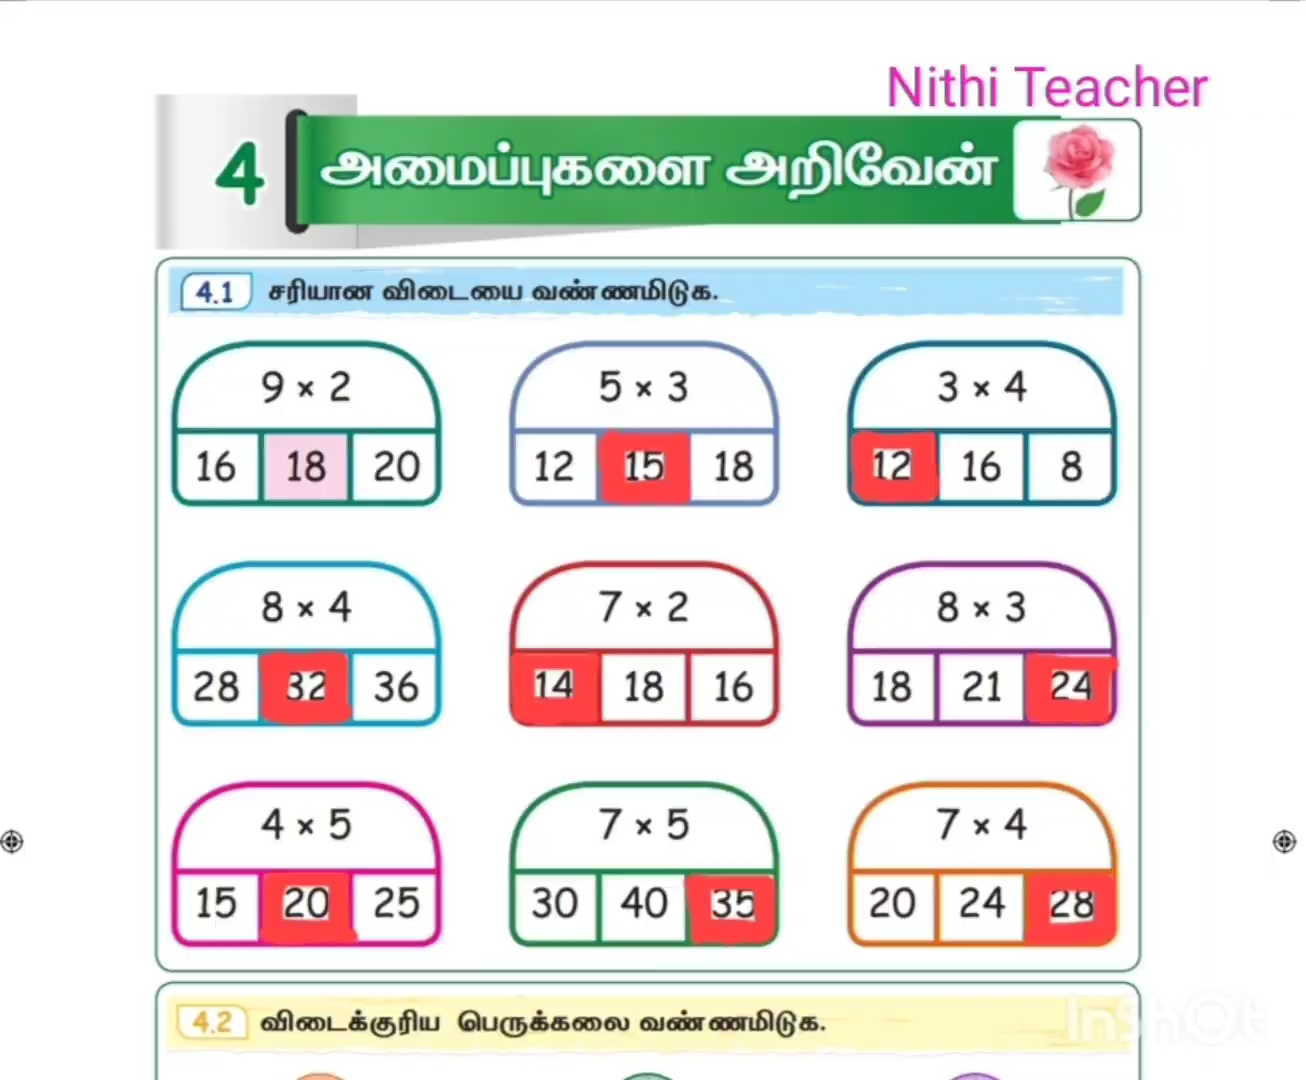 Nithi Teacher
4 அமைப்புகளை அறிவேன்
4.1 சரியான விடையை வண்ணமிடுக.
9 × 2 5 × 3 3 × 4
16 18 20 12 15 18 12 16 8
8 × 4 7 × 2 8 × 3
28 32 36 14 18 16 18 21 24
4 × 5 7 × 5 7 × 4
15 20 25 30 40 35 20 24 28
4.2 விடைக்குரிய பெருக்கலை வண்ணமிடுக.
InShOt